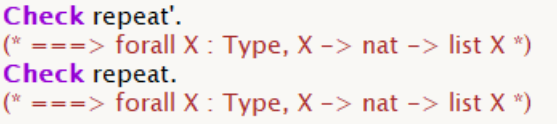 Check repeat'.
(* ===> forall X : Type, X -> nat -> list X *)
Check repeat.
(* ===> forall X : Type, X -> nat -> list X *)